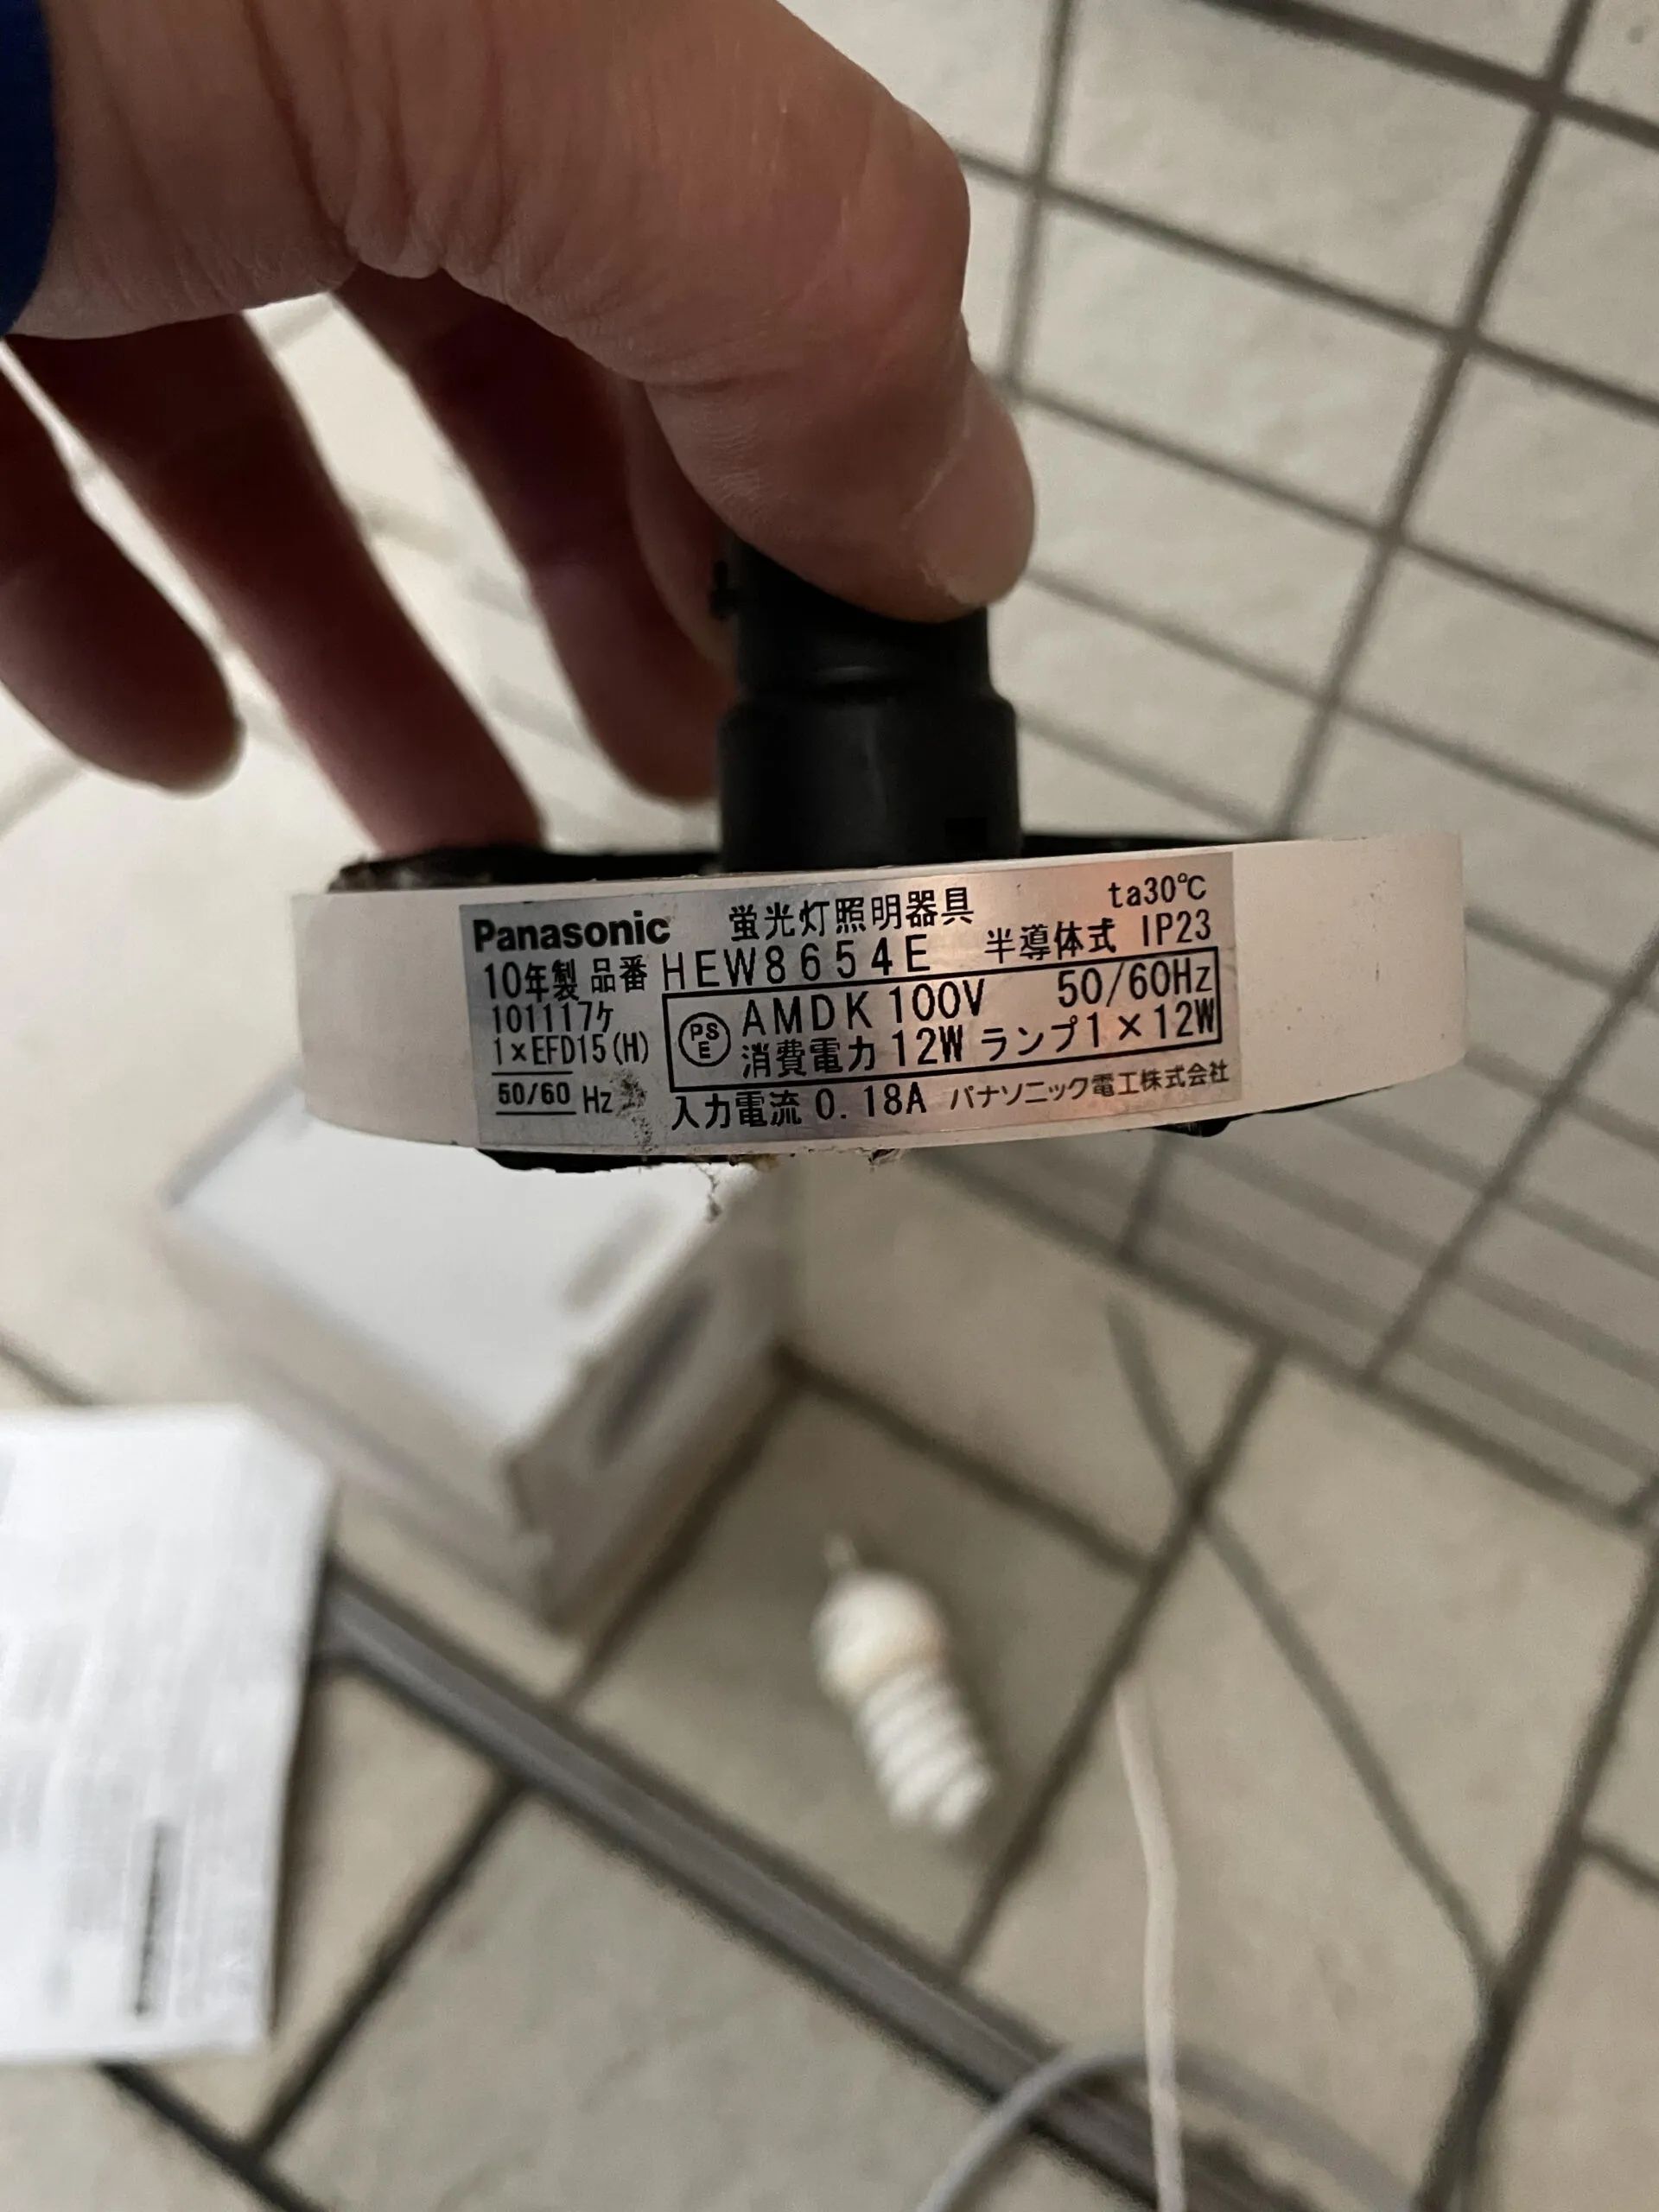 Panasonic 蛍光灯照明器具 ta30℃
10年製 品番 HEW8654E 半導体式 IP23
101117ケ
1×EFD15(H)
50/60 Hz
PSE AMDK 100V 50/60Hz
消費電力 12W ランプ1×12W
入力電流 0.18A パナソニック電工株式会社